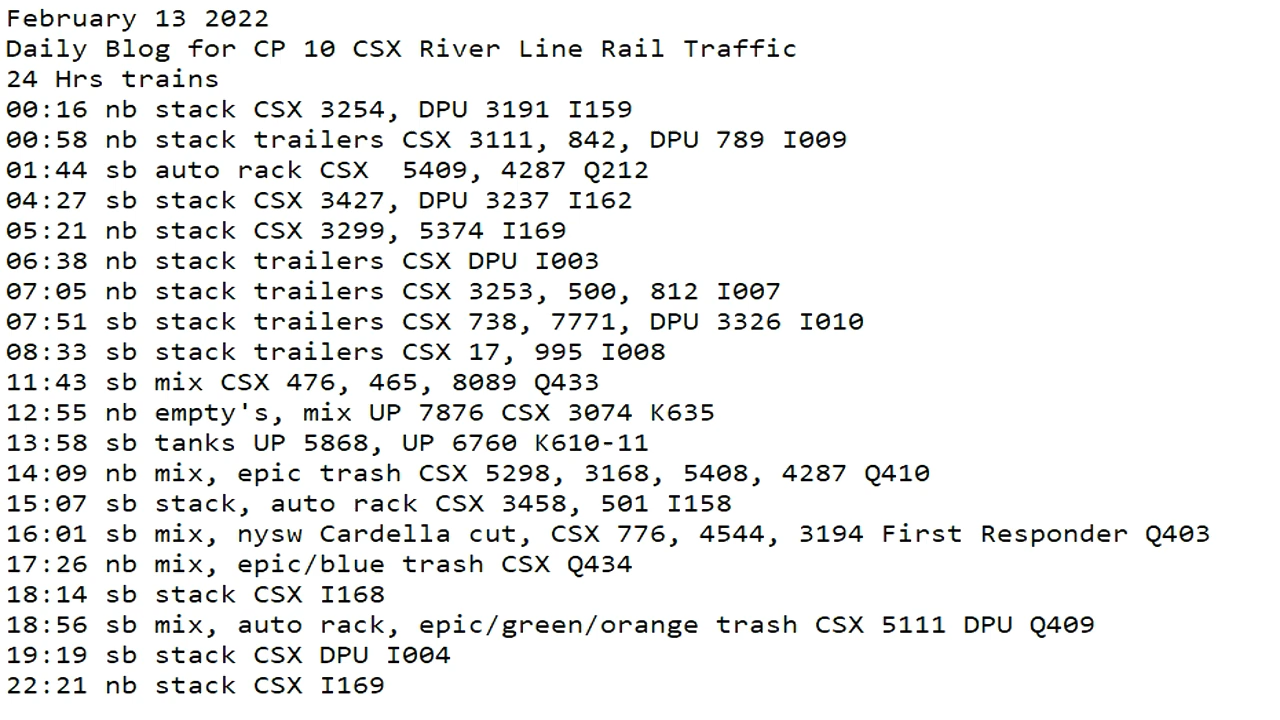 February 13 2022
Daily Blog for CP 10 CSX River Line Rail Traffic
24 Hrs trains
00:16 nb stack CSX 3254, DPU 3191 I159
00:58 nb stack trailers CSX 3111, 842, DPU 789 I009
01:44 sb auto rack CSX  5409, 4287 Q212
04:27 sb stack CSX 3427, DPU 3237 I162
05:21 nb stack CSX 3299, 5374 I169
06:38 nb stack trailers CSX DPU I003
07:05 nb stack trailers CSX 3253, 500, 812 I007
07:51 sb stack trailers CSX 738, 7771, DPU 3326 I010
08:33 sb stack trailers CSX 17, 995 I008
11:43 sb mix CSX 476, 465, 8089 Q433
12:55 nb empty's, mix UP 7876 CSX 3074 K635
13:58 sb tanks UP 5868, UP 6760 K610-11
14:09 nb mix, epic trash CSX 5298, 3168, 5408, 4287 Q410
15:07 sb stack, auto rack CSX 3458, 501 I158
16:01 sb mix, nysw Cardella cut, CSX 776, 4544, 3194 First Responder Q403
17:26 nb mix, epic/blue trash CSX Q434
18:14 sb stack CSX I168
18:56 sb mix, auto rack, epic/green/orange trash CSX 5111 DPU Q409
19:19 sb stack CSX DPU I004
22:21 nb stack CSX I169